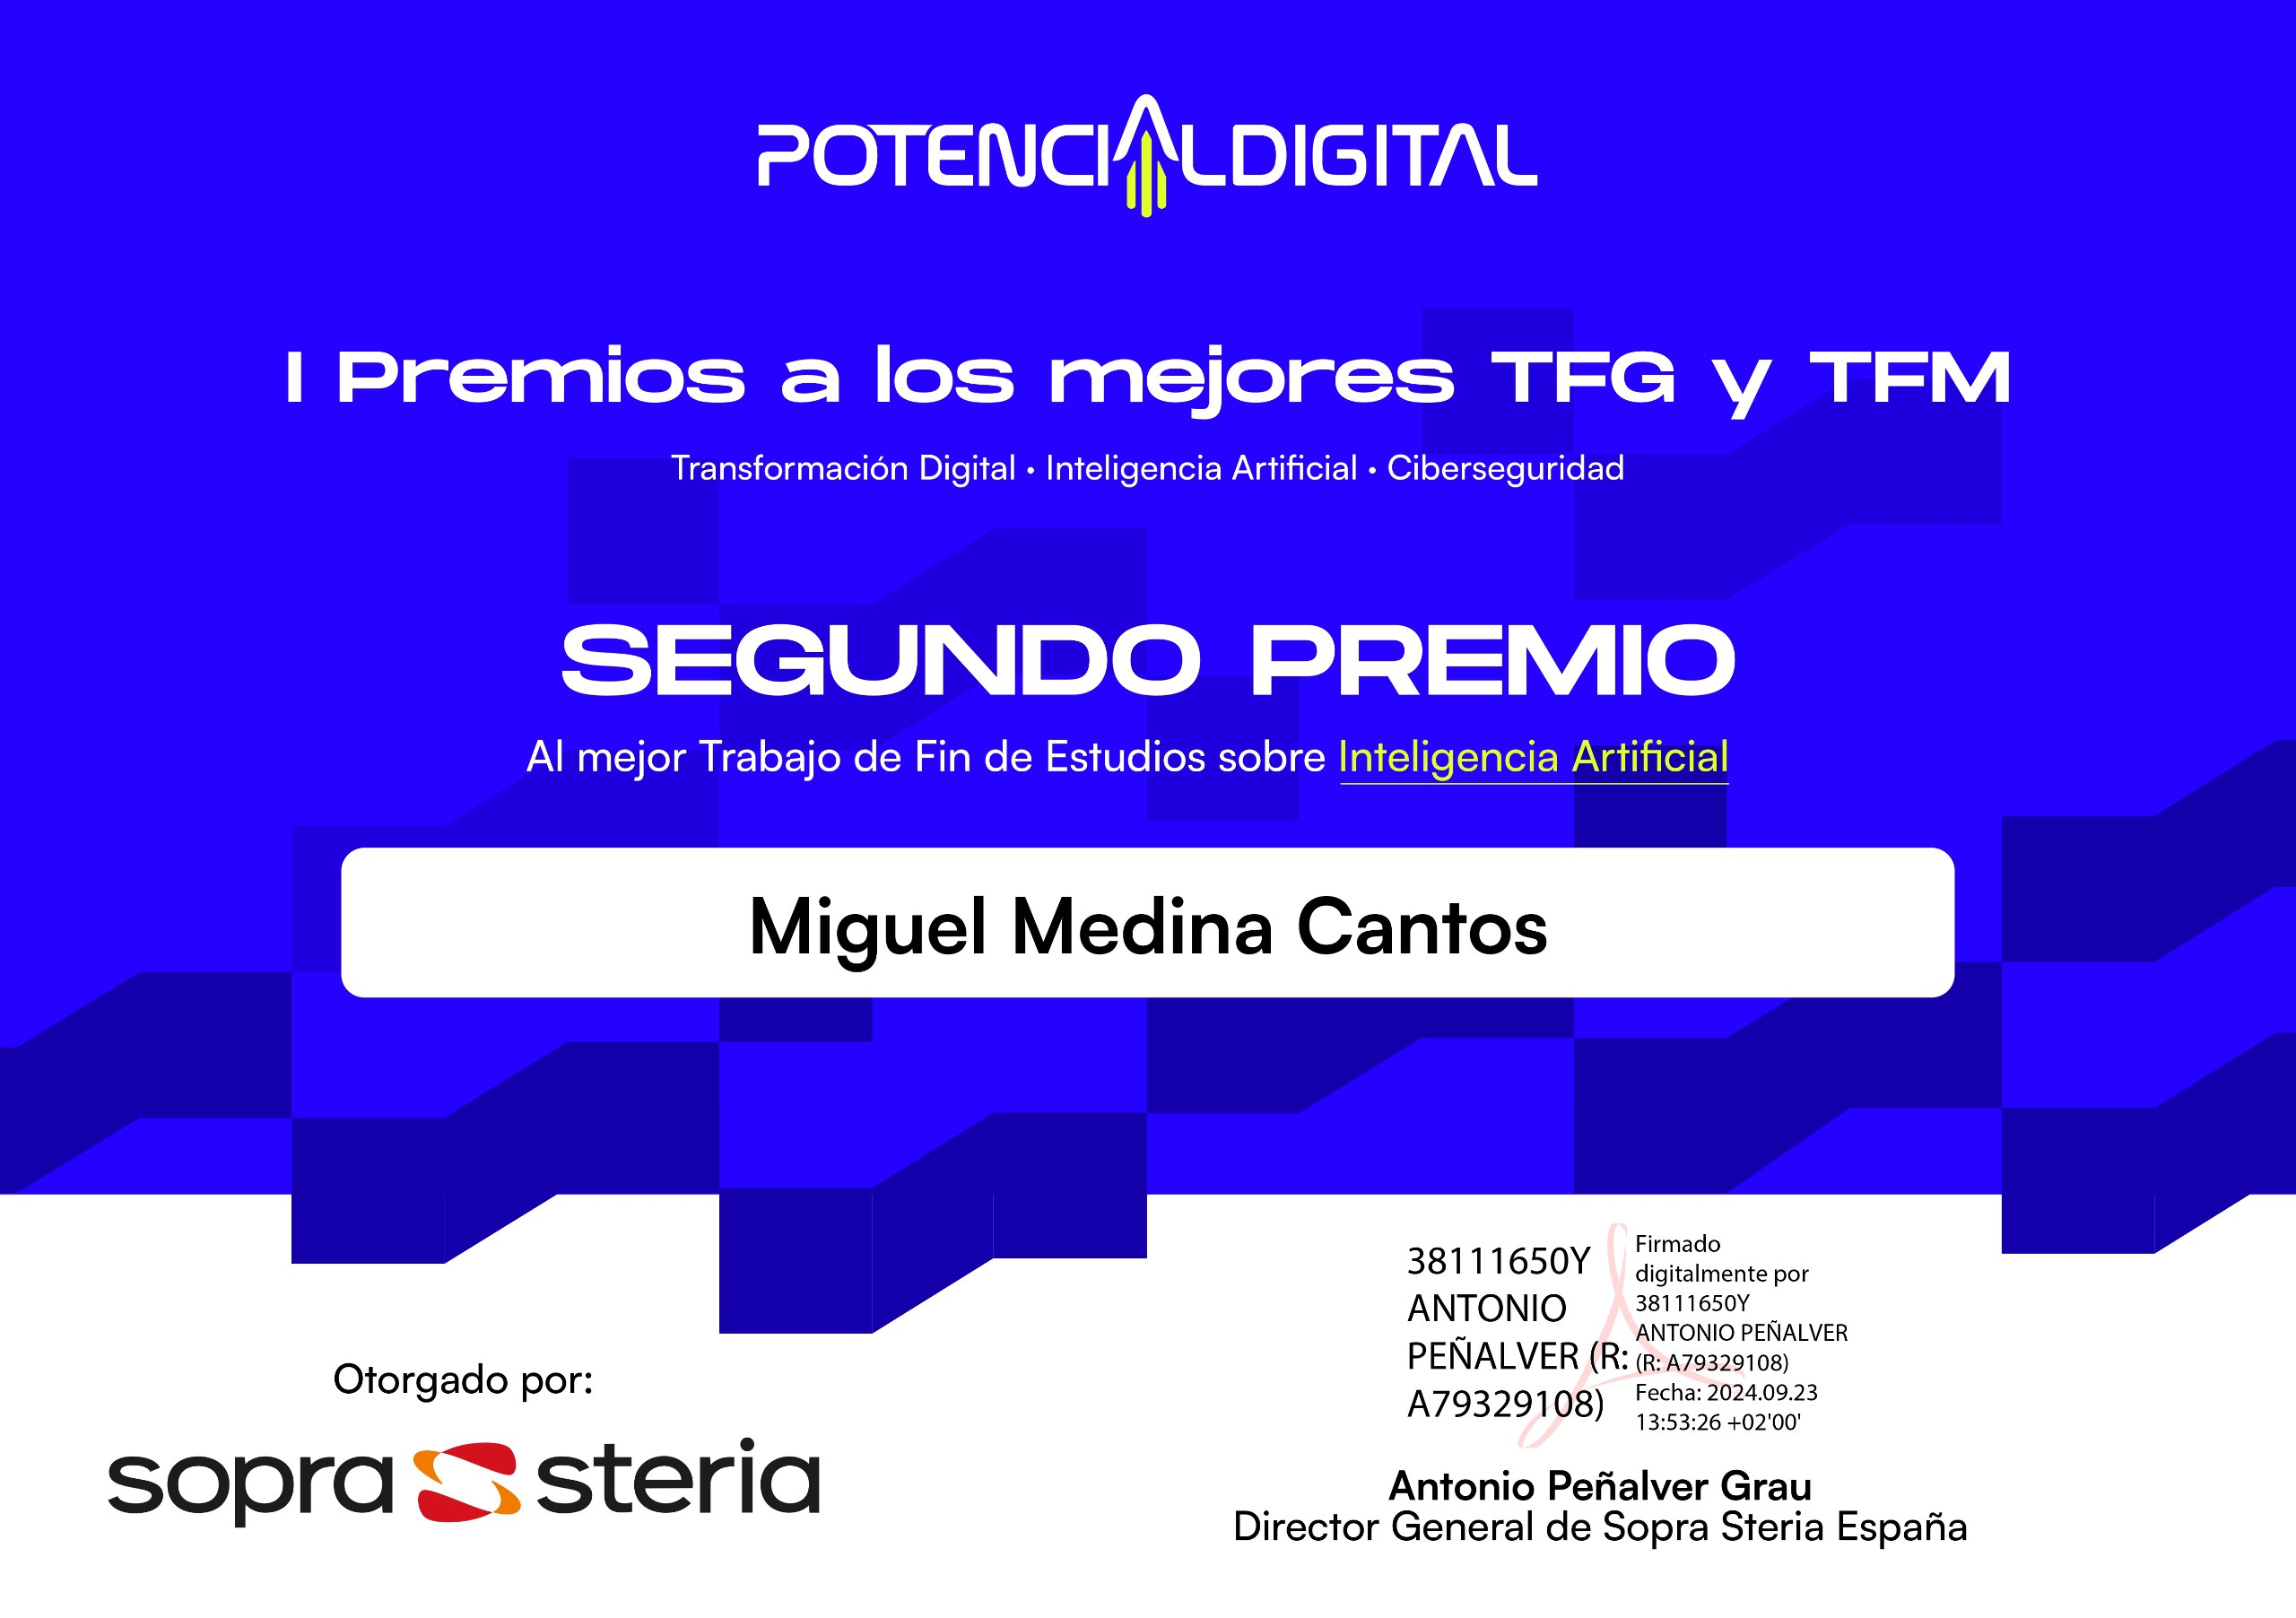 POTENCIALDIGITAL
I Premios a los mejores TFG y TFM
Transformación Digital • Inteligencia Artificial • Ciberseguridad
SEGUNDO PREMIO
Al mejor Trabajo de Fin de Estudios sobre Inteligencia Artificial
Miguel Medina Cantos
38111650Y
ANTONIO
PEÑALVER (R:
A79329108)
Firmado
digitalmente por
38111650Y
ANTONIO PEÑALVER
(R: A79329108)
Fecha: 2024.09.23
13:53:26 +02'00'
Otorgado por:
sopra steria
Antonio Peñalver Grau
Director General de Sopra Steria España